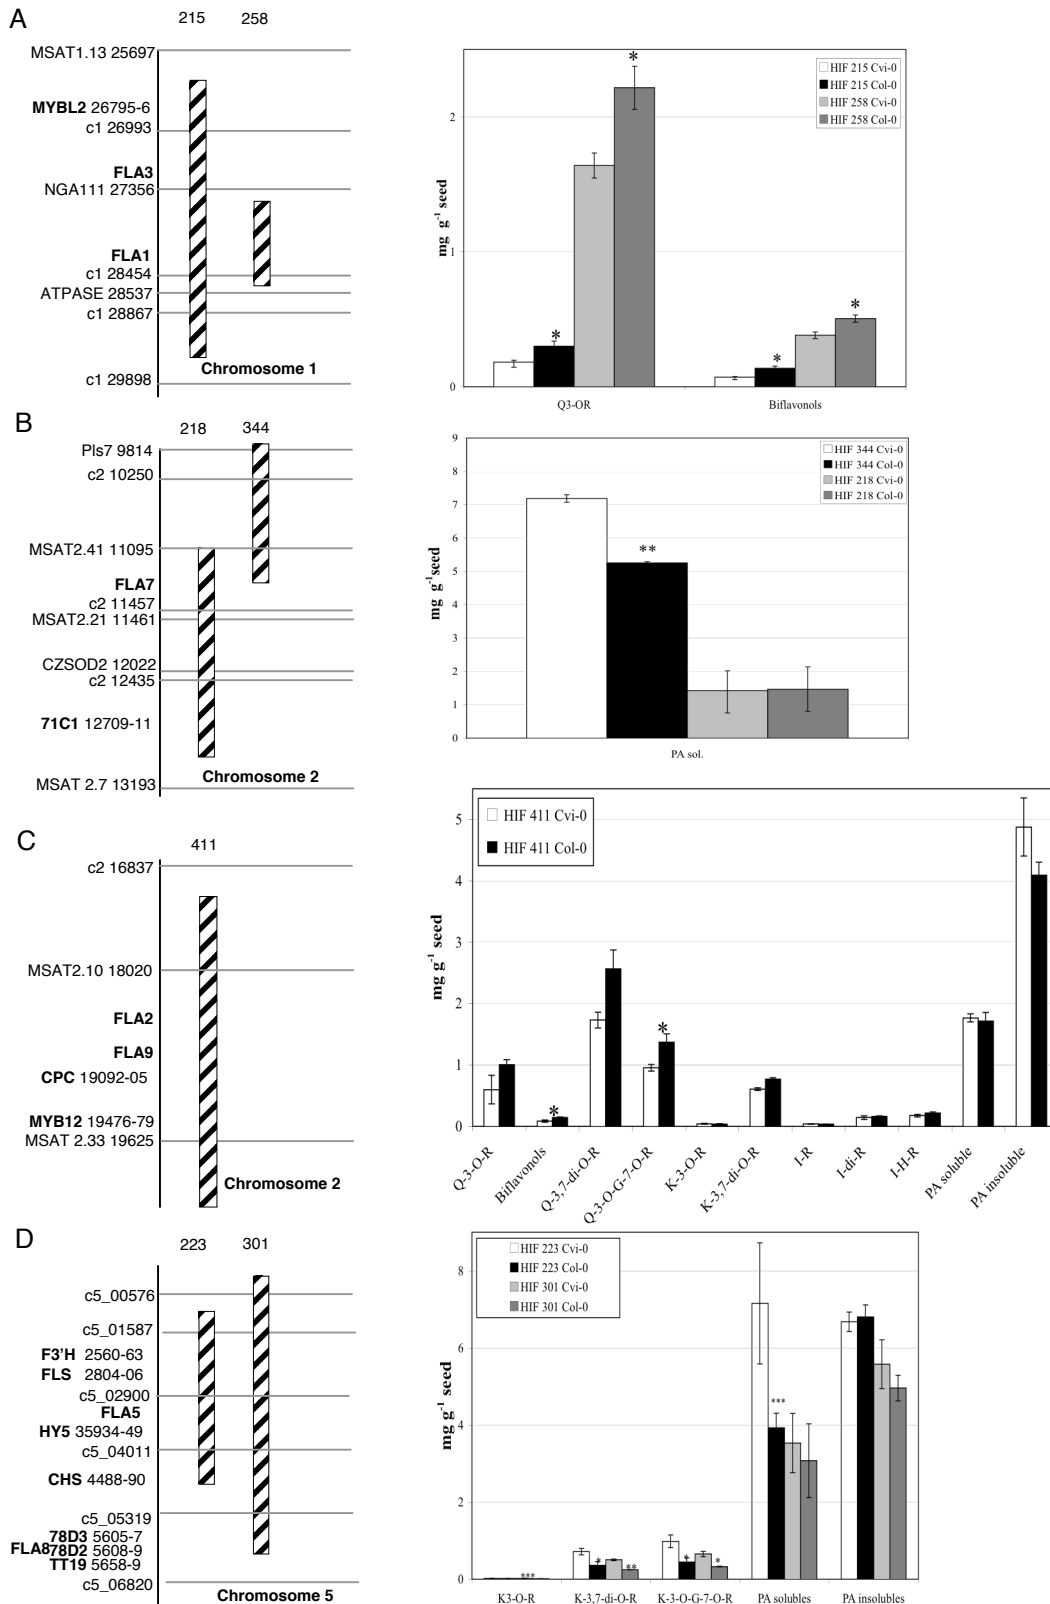 A
215 258
MSAT1.13 25697
MYBL2 26795-6
c1 26993
FLA3
NGA111 27356
FLA1
c1 28454
ATPASE 28537
c1 28867
c1 29898
Chromosome 1
mg g-1 seed
2
1
0
HIF 215 Cvi-0
HIF 215 Col-0
HIF 258 Cvi-0
HIF 258 Col-0
* * * *
Q3-OR Biflavonols
B
218 344
Pls7 9814
c2 10250
MSAT2.41 11095
FLA7
c2 11457
MSAT2.21 11461
CZSOD2 12022
c2 12435
71C1 12709-11
MSAT 2.7 13193
Chromosome 2
mg g-1seed
9
8
7
6
5
4
3
2
1
0
HIF 344 Cvi-0
HIF 344 Col-0
HIF 218 Cvi-0
HIF 218 Col-0
**
PA sol.
C
411
c2 16837
MSAT2.10 18020
FLA2
FLA9
CPC 19092-05
MYB12 19476-79
MSAT 2.33 19625
Chromosome 2
mg g-1 seed
5
4
3
2
1
0
HIF 411 Cvi-0
HIF 411 Col-0
* *
Q-3-O-R
Biflavonols
Q-3,7-di-O-R
Q-3-O-G-7-O-R
K-3-O-R
K-3,7-di-O-R
I-R
I-di-R
I-H-R
PA soluble
PA insoluble
D
223 301
c5_00576
c5_01587
F3'H 2560-63
FLS 2804-06
c5_02900
FLA5
HY5 35934-49
c5_04011
CHS 4488-90
c5_05319
78D3 5605-7
FLA8 78D2 5608-9
TT19 5658-9
c5_06820
Chromosome 5
mg g-1 seed
8
6
4
2
0
HIF 223 Cvi-0
HIF 223 Col-0
HIF 301 Cvi-0
HIF 301 Col-0
*** * ** * * ***
K3-O-R K-3,7-di-O-R K-3-O-G-7-O-R PA solubles PA insolubles